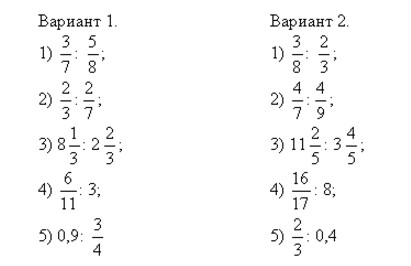 Вариант 1.
1) 3/7 : 5/8;
2) 2/3 : 2/7;
3) 8 1/3 : 2 2/3;
4) 6/11 : 3;
5) 0,9: 3/4
Вариант 2.
1) 3/8 : 2/3;
2) 4/7 : 4/9;
3) 11 2/5 : 3 4/5;
4) 16/17 : 8;
5) 2/3 : 0,4